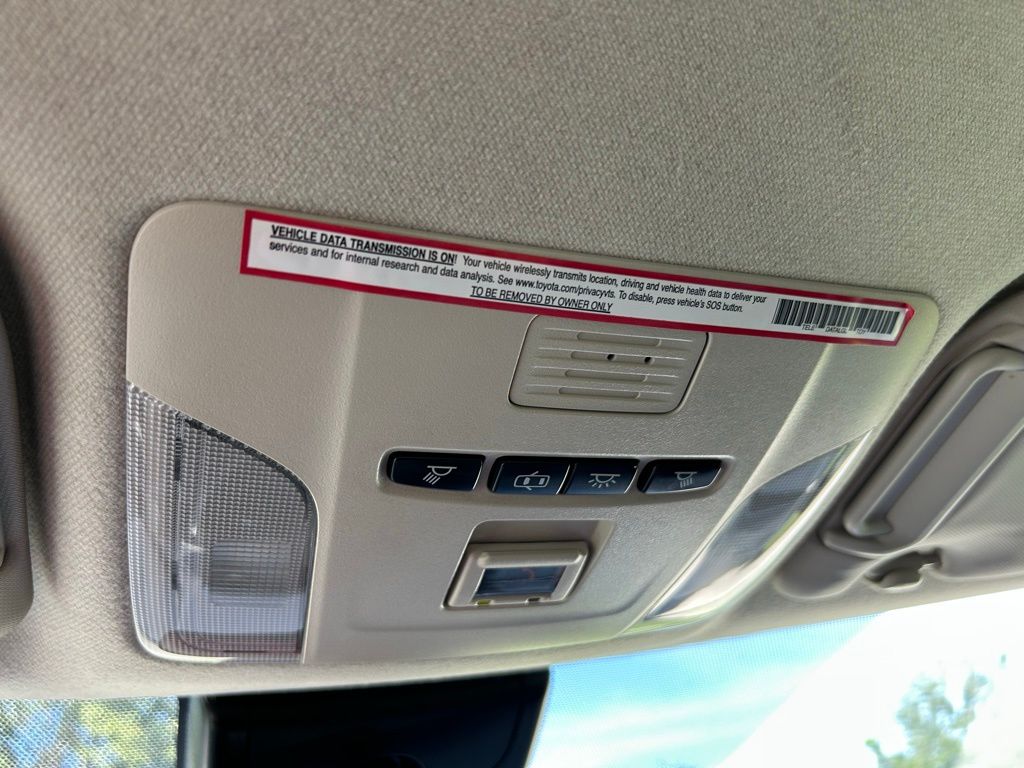 VEHICLE DATA TRANSMISSION IS ON! Your vehicle wirelessly transmits location, driving and vehicle health data to deliver your
services and for internal research and data analysis. See www.toyota.com/privacyvts. To disable, press vehicle's SOS button.
TO BE REMOVED BY OWNER ONLY
TELE DATALGL